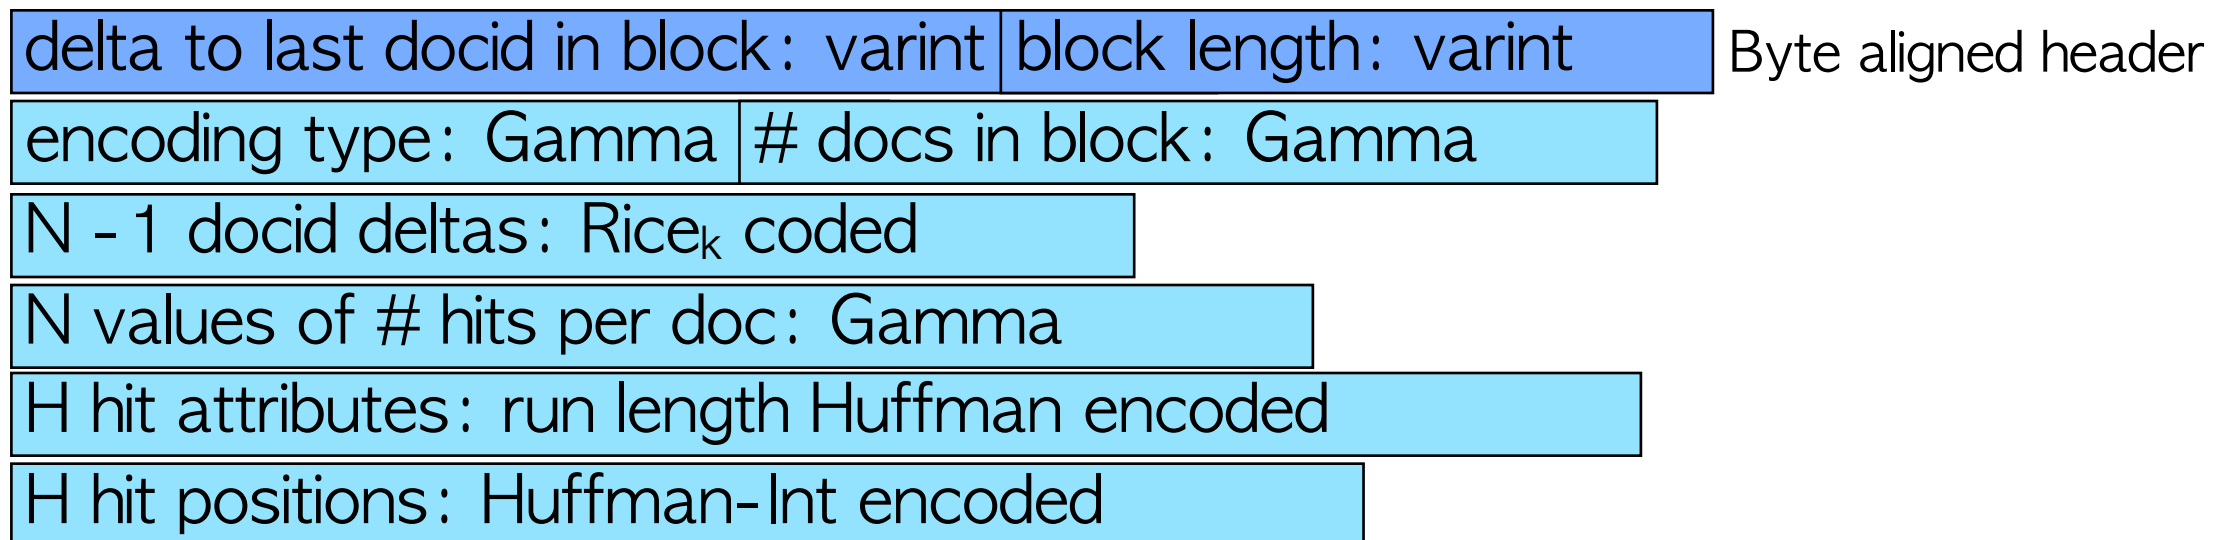 delta to last docid in block: varint block length: varint Byte aligned header
encoding type: Gamma # docs in block: Gamma
N - 1 docid deltas: Riceₖ coded
N values of # hits per doc: Gamma
H hit attributes: run length Huffman encoded
H hit positions: Huffman-Int encoded